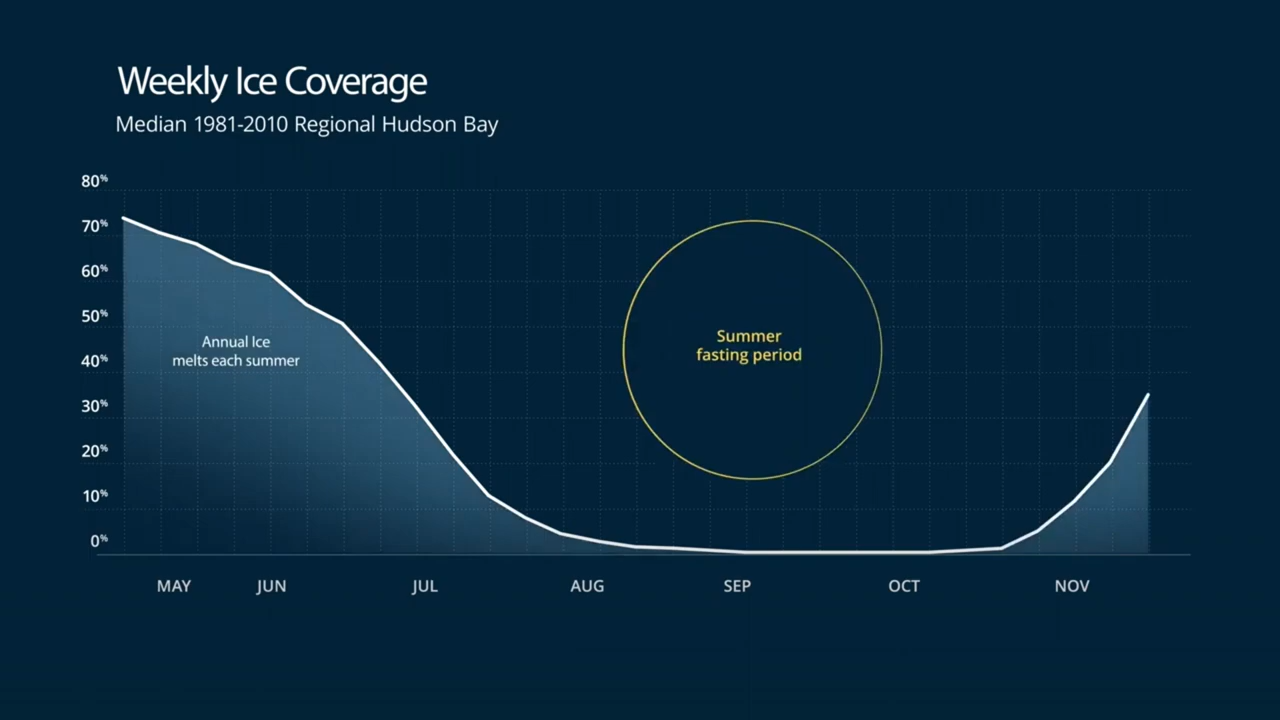 Weekly Ice Coverage
Median 1981-2010 Regional Hudson Bay
80%
70%
60%
50%
40%
30%
20%
10%
0%
Annual Ice
melts each summer
Summer
fasting period
MAY JUN JUL AUG SEP OCT NOV